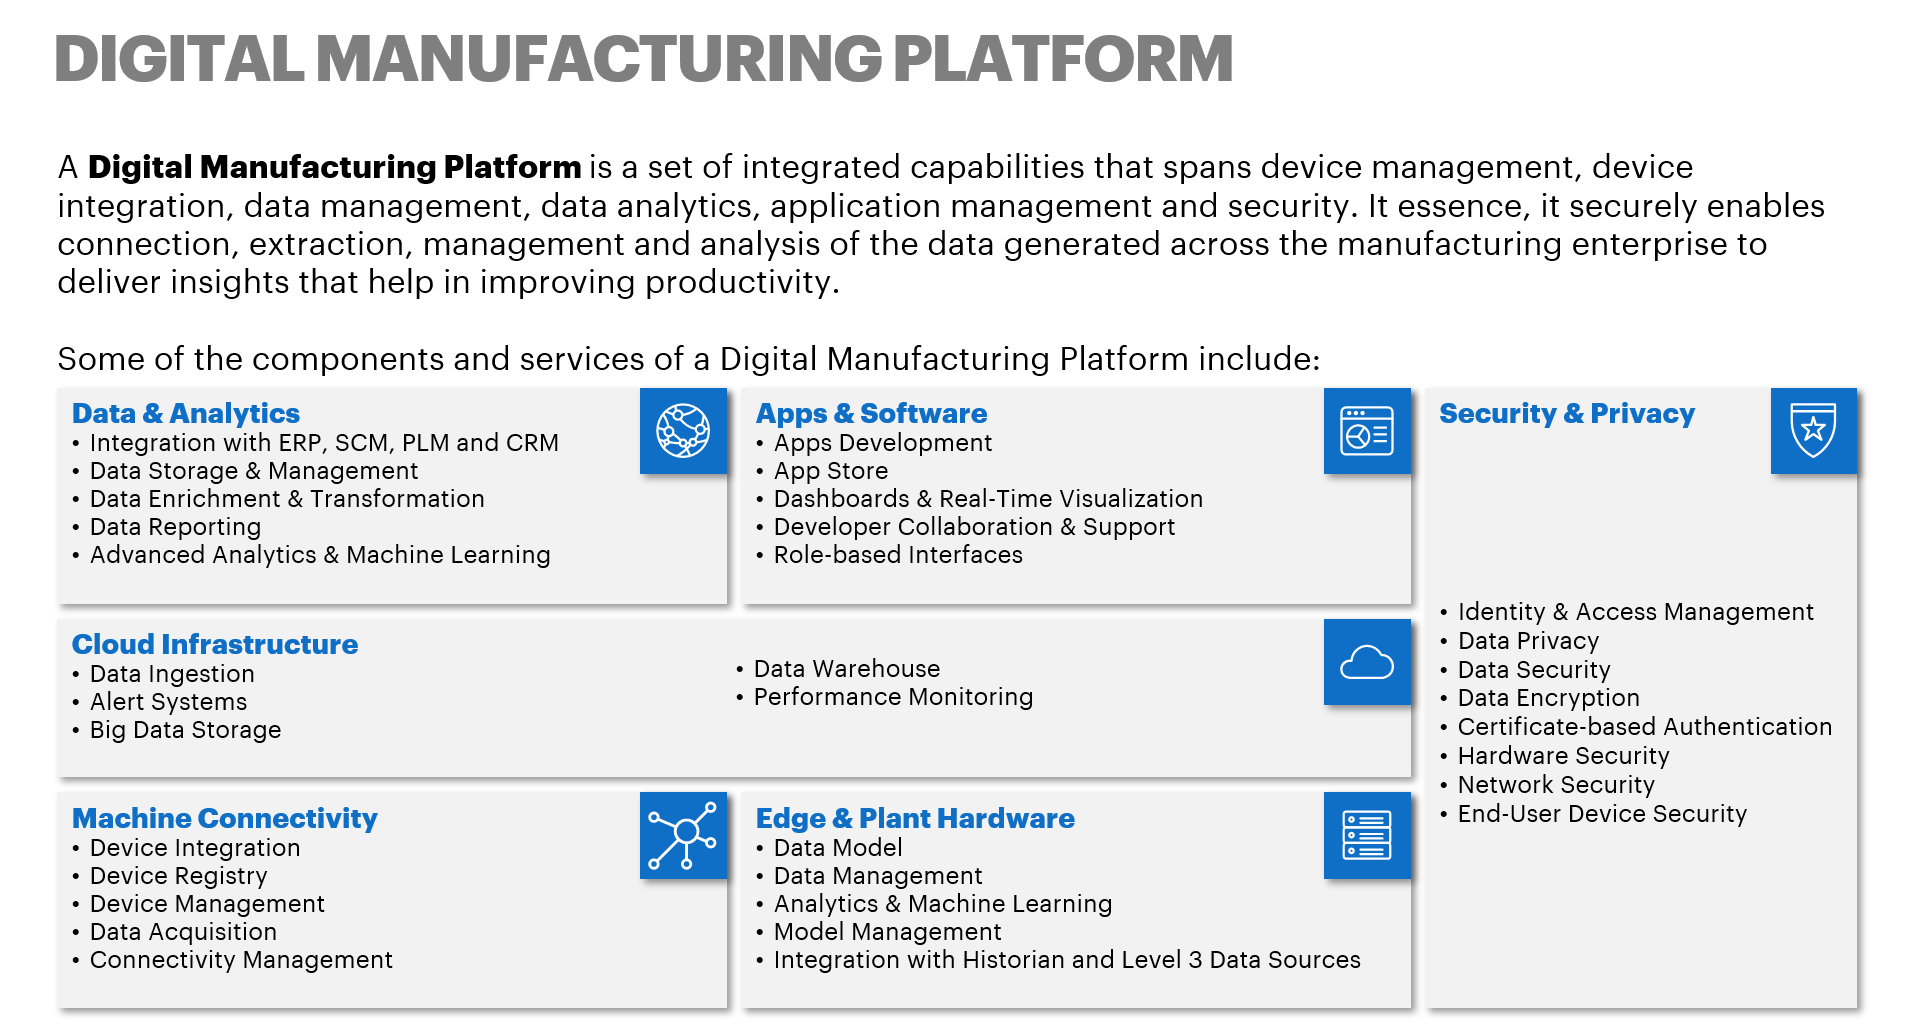 DIGITAL MANUFACTURING PLATFORM
A Digital Manufacturing Platform is a set of integrated capabilities that spans device management, device
integration, data management, data analytics, application management and security. It essence, it securely enables
connection, extraction, management and analysis of the data generated across the manufacturing enterprise to
deliver insights that help in improving productivity.
Some of the components and services of a Digital Manufacturing Platform include:
Data & Analytics
• Integration with ERP, SCM, PLM and CRM
• Data Storage & Management
• Data Enrichment & Transformation
• Data Reporting
• Advanced Analytics & Machine Learning
Apps & Software
• Apps Development
• App Store
• Dashboards & Real-Time Visualization
• Developer Collaboration & Support
• Role-based Interfaces
Cloud Infrastructure
• Data Ingestion
• Alert Systems
• Big Data Storage
• Data Warehouse
• Performance Monitoring
Machine Connectivity
• Device Integration
• Device Registry
• Device Management
• Data Acquisition
• Connectivity Management
Edge & Plant Hardware
• Data Model
• Data Management
• Analytics & Machine Learning
• Model Management
• Integration with Historian and Level 3 Data Sources
Security & Privacy
• Identity & Access Management
• Data Privacy
• Data Security
• Data Encryption
• Certificate-based Authentication
• Hardware Security
• Network Security
• End-User Device Security